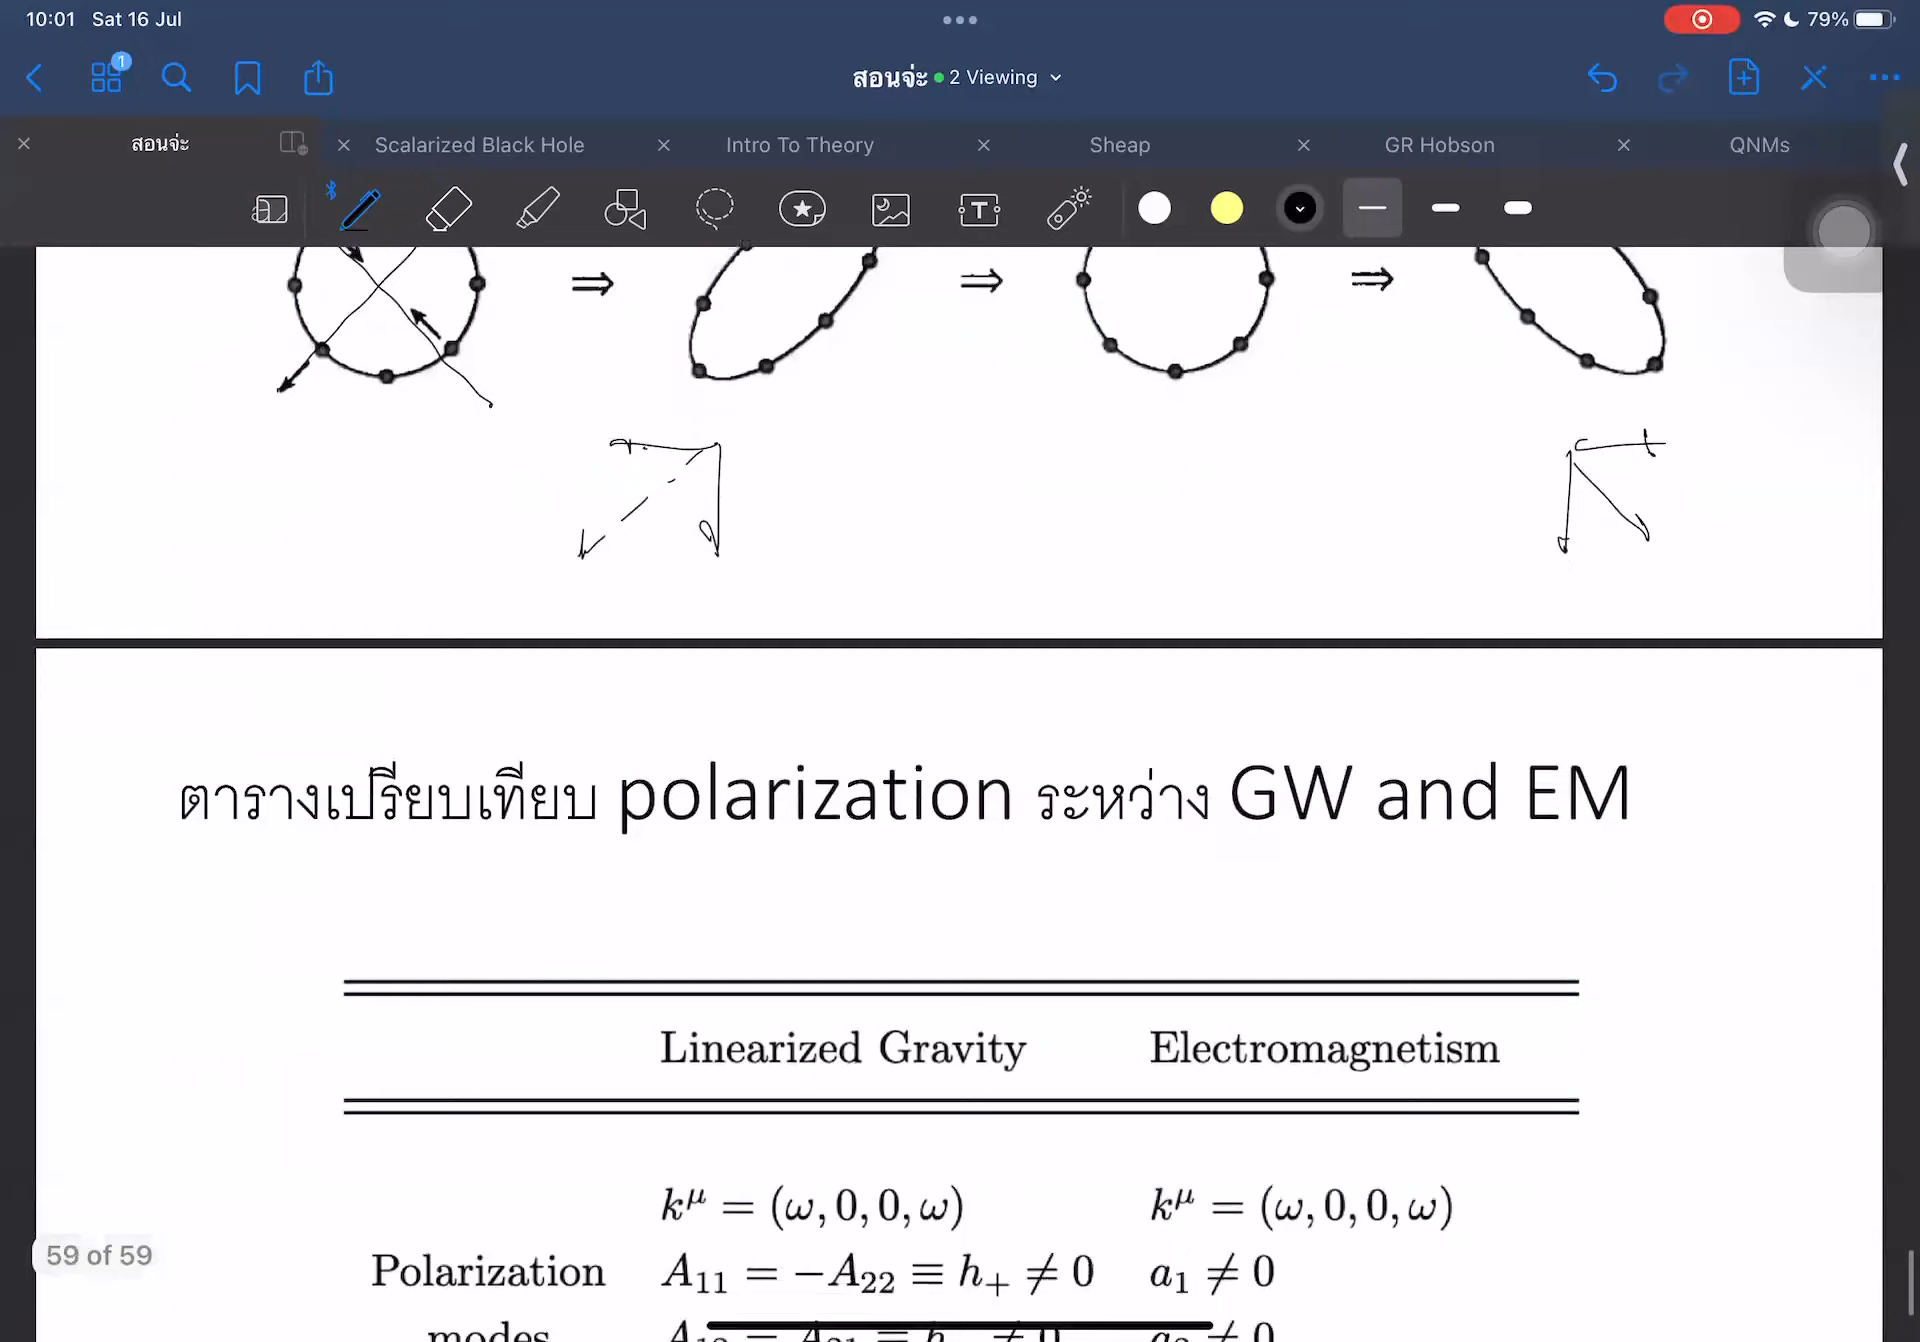 10:01 Sat 16 Jul
79%
1
สอนจ๋ะ 2 Viewing
สอนจ๋ะ
Scalarized Black Hole
Intro To Theory
Sheap
GR Hobson
QNMs
ตารางเปรียบเทียบ polarization ระหว่าง GW and EM
Linearized Gravity Electromagnetism
k^μ = (ω, 0, 0, ω) k^μ = (ω, 0, 0, ω)
Polarization A₁₁ = −A₂₂ ≡ h₊ ≠ 0 a₁ ≠ 0
modes
59 of 59